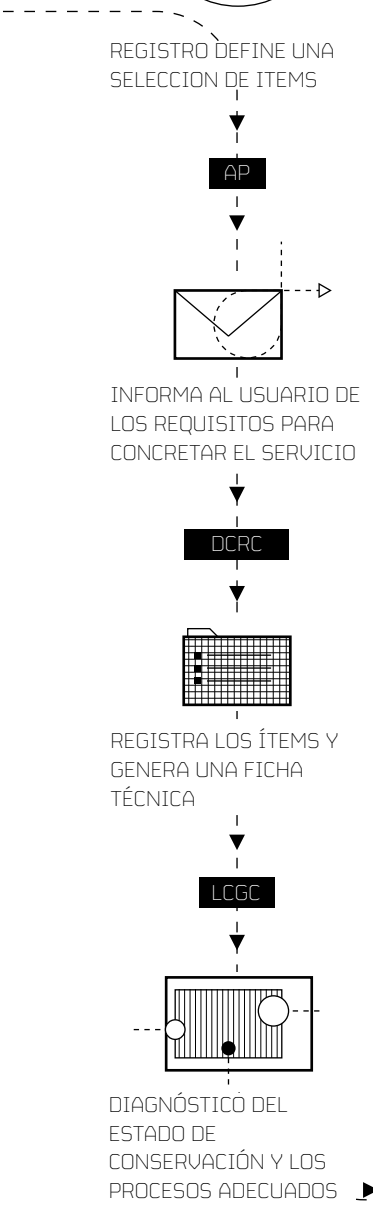 REGISTRO DEFINE UNA
SELECCION DE ITEMS
AP
INFORMA AL USUARIO DE
LOS REQUISITOS PARA
CONCRETAR EL SERVICIO
DCRC
REGISTRA LOS ÍTEMS Y
GENERA UNA FICHA
TÉCNICA
LCGC
DIAGNÓSTICO DEL
ESTADO DE
CONSERVACIÓN Y LOS
PROCESOS ADECUADOS